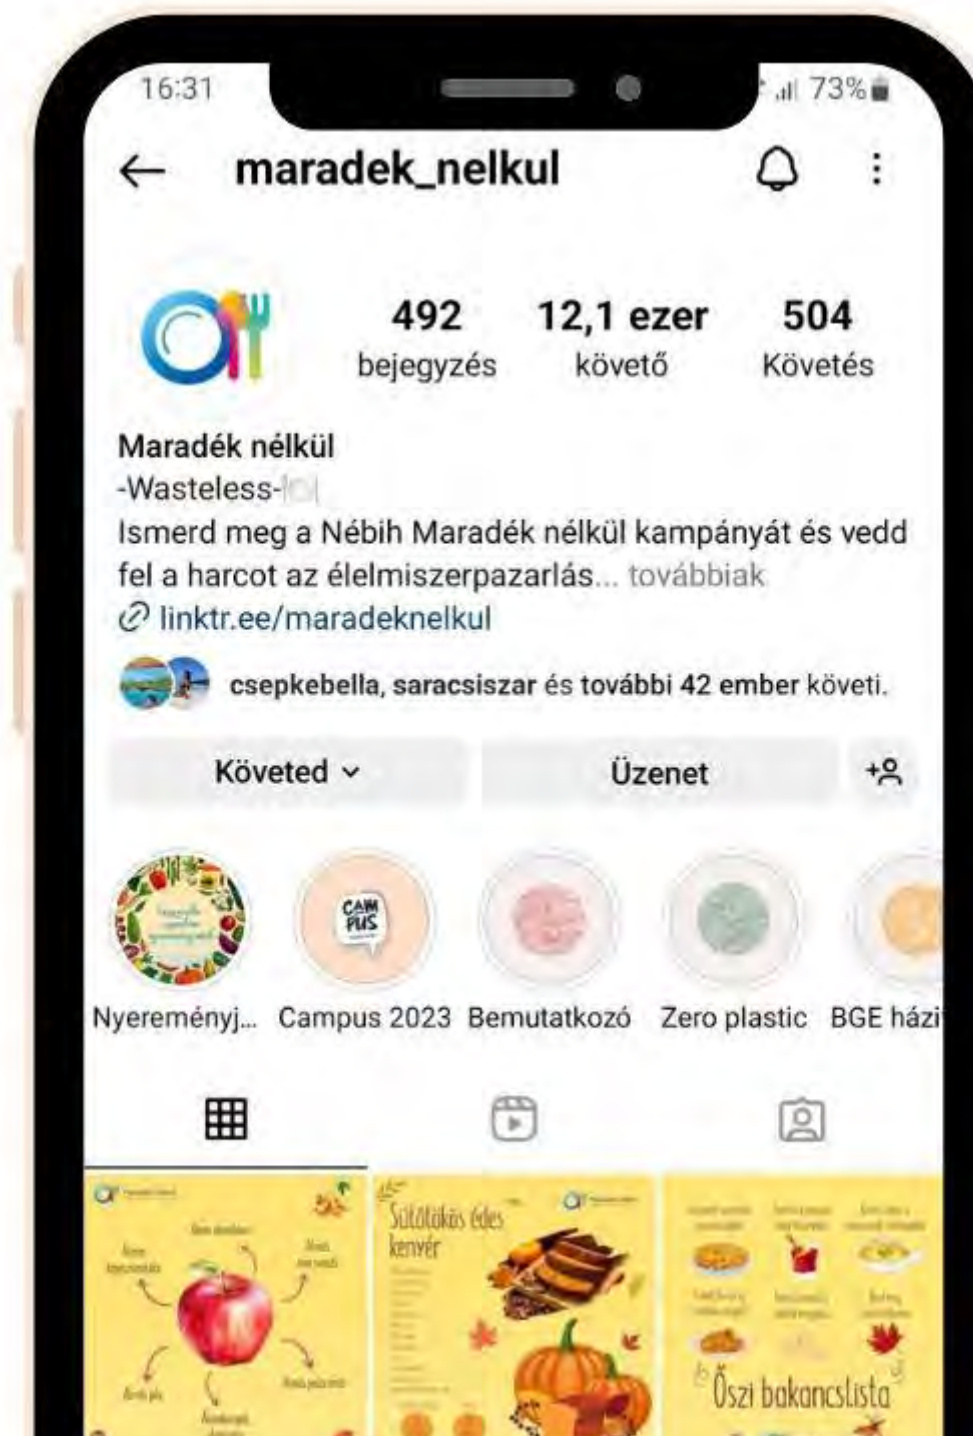 16:31
73%
maradek_nelkul
492 12,1 ezer 504
bejegyzés követő Követés
Maradék nélkül
-Wasteless-
Ismerd meg a Nébih Maradék nélkül kampányát és vedd
fel a harcot az élelmiszerpazarlás... továbbiak
linktr.ee/maradeknelkul
csepkebella, saracsiszar és további 42 ember követi.
Követed Üzenet
CAM
PUS
Nyereményj... Campus 2023 Bemutatkozó Zero plastic BGE házi
Sütőtökös édes
kenyér
Őszi bakancslista